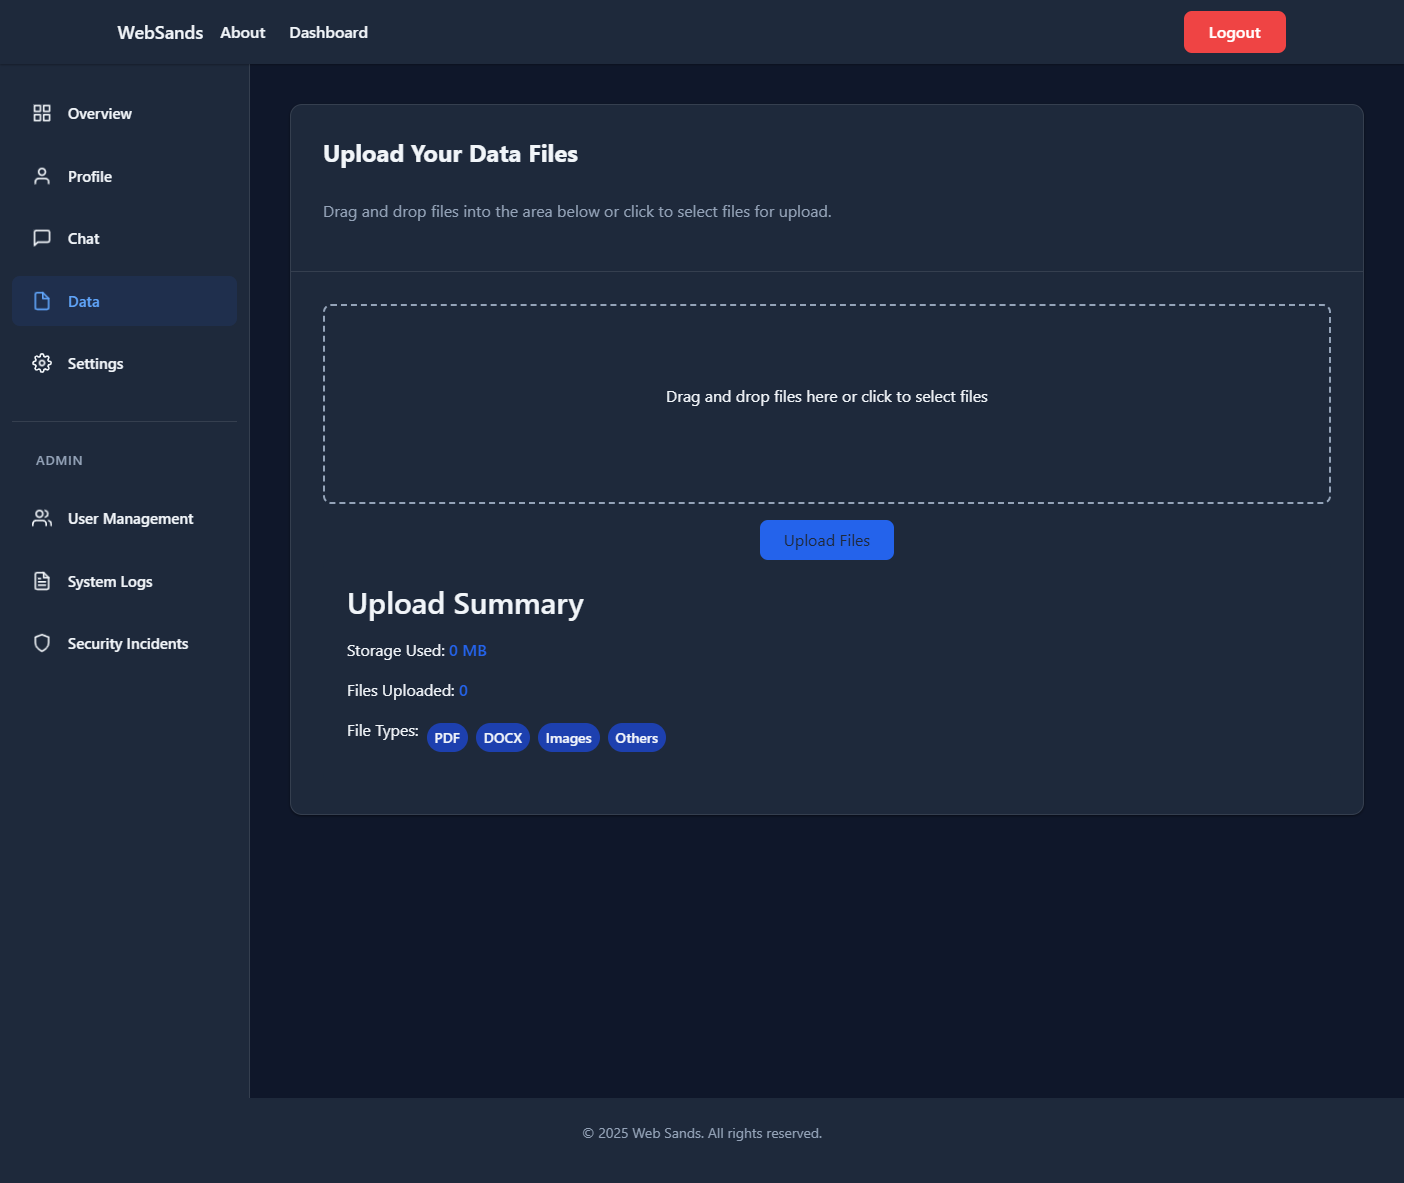 WebSands About Dashboard Logout
Overview
Profile
Chat
Data
Settings
ADMIN
User Management
System Logs
Security Incidents
Upload Your Data Files
Drag and drop files into the area below or click to select files for upload.
Drag and drop files here or click to select files
Upload Files
Upload Summary
Storage Used: 0 MB
Files Uploaded: 0
File Types: PDF DOCX Images Others
© 2025 Web Sands. All rights reserved.